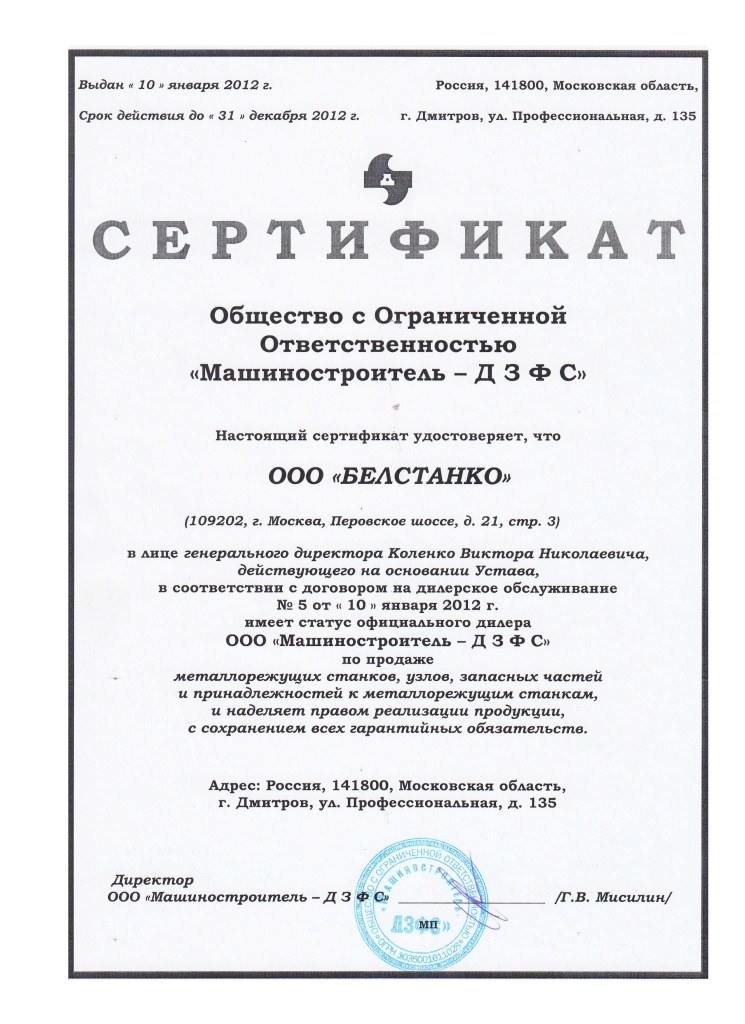 Выдан « 10 » января 2012 г. Россия, 141800, Московская область,
Срок действия до « 31 » декабря 2012 г. г. Дмитров, ул. Профессиональная, д. 135
Д
СЕРТИФИКАТ
Общество с Ограниченной
Ответственностью
«Машиностроитель – Д З Ф С»
Настоящий сертификат удостоверяет, что
ООО «БЕЛСТАНКО»
(109202, г. Москва, Перовское шоссе, д. 21, стр. 3)
в лице генерального директора Коленко Виктора Николаевича,
действующего на основании Устава,
в соответствии с договором на дилерское обслуживание
№ 5 от « 10 » января 2012 г.
имеет статус официального дилера
ООО «Машиностроитель – Д З Ф С»
по продаже
металлорежущих станков, узлов, запасных частей
и принадлежностей к металлорежущим станкам,
и наделяет правом реализации продукции,
с сохранением всех гарантийных обязательств.
Адрес: Россия, 141800, Московская область,
г. Дмитров, ул. Профессиональная, д. 135
Директор
ООО «Машиностроитель – Д З Ф С» /Г.В. Мисилин/
мп
ОБЩЕСТВО С ОГРАНИЧЕННОЙ ОТВЕТСТВЕННОСТЬЮ
«МАШИНОСТРОИТЕЛЬ
ДЗФС»